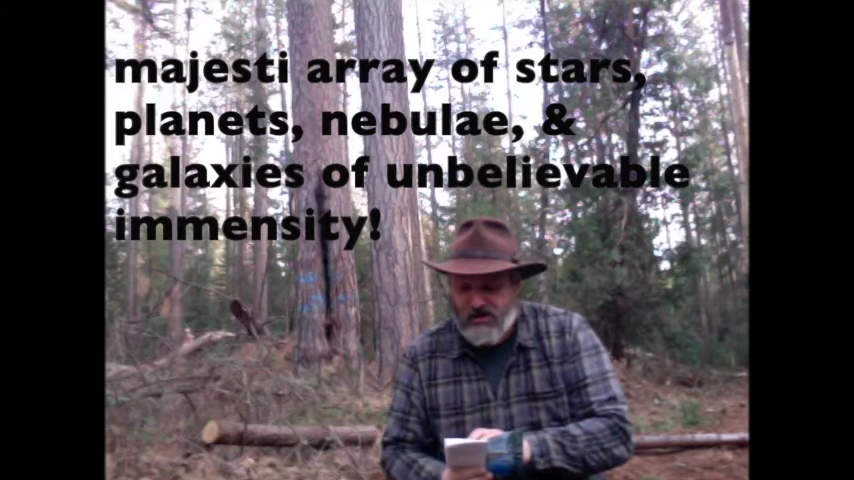 majesti array of stars,
planets, nebulae, &
galaxies of unbelievable
immensity!